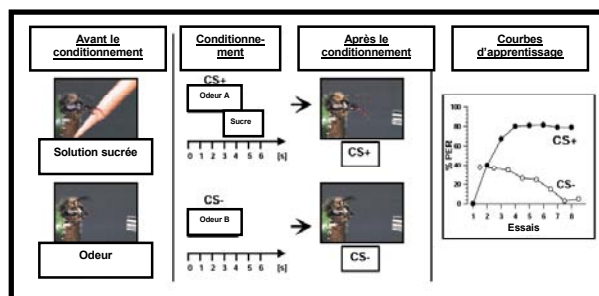 Avant le
conditionnement
Solution sucrée
Odeur
Conditionne-
ment
CS+
Odeur A
Sucre
0 1 2 3 4 5 6 [s]
CS-
Odeur B
0 1 2 3 4 5 6 [s]
Après le
conditionnement
CS+
CS-
Courbes
d'apprentissage
% PER
100
80
60
40
20
0
CS+
CS-
1 2 3 4 5 6 7 8
Essais